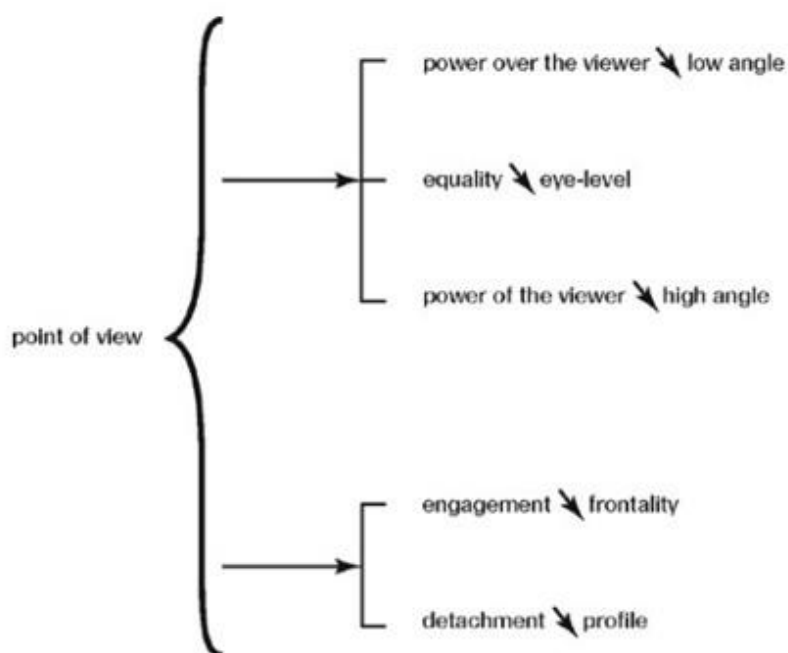 power over the viewer ↘ low angle
equality ↘ eye-level
power of the viewer ↘ high angle
point of view
engagement ↘ frontality
detachment ↘ profile